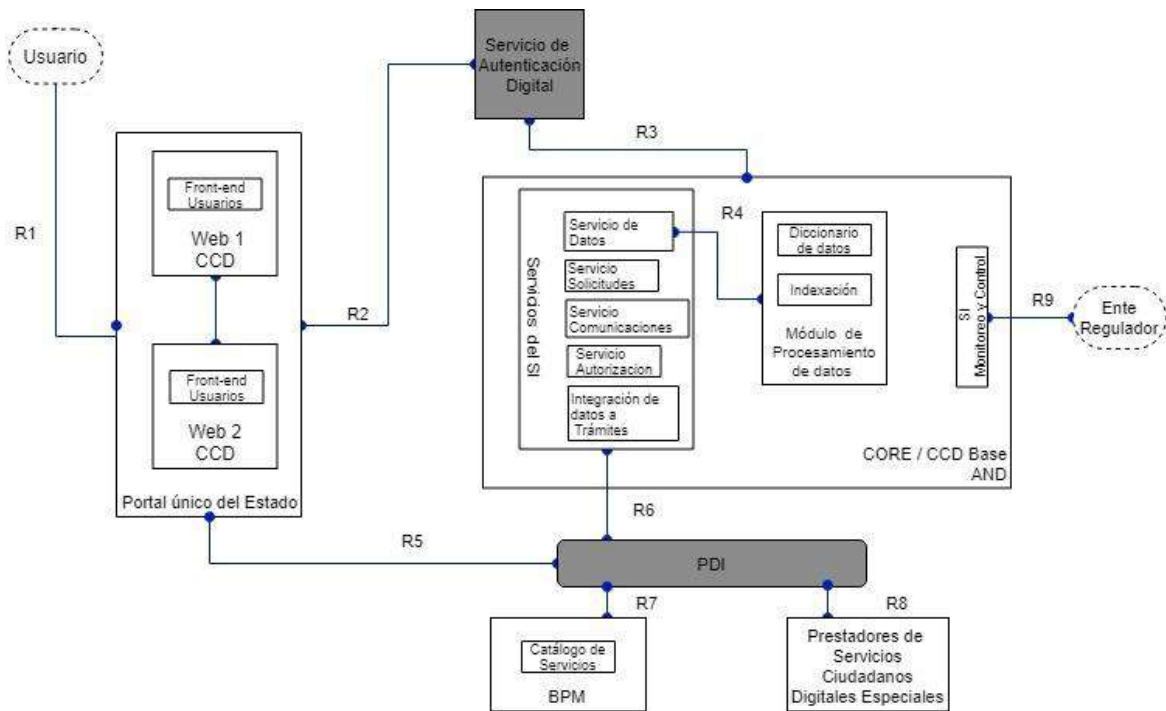 Usuario
Servicio de
Autenticación
Digital
R3
R1
R2
Front-end
Usuarios
Web 1
CCD
Front-end
Usuarios
Web 2
CCD
Portal único del Estado
Servicios del SI
Servicio de
Datos
Servicio
Solicitudes
Servicio
Comunicaciones
Servicio
Autorizacion
Integración de
datos a
Trámites
R4
Diccionario
de datos
Indexación
Módulo de
Procesamiento
de datos
SI
Monitoreo y Control
R9
Ente
Regulador
CORE / CCD Base
AND
R6
R5
PDI
R7
R8
Catálogo de
Servicios
BPM
Prestadores de
Servicios
Ciudadanos
Digitales Especiales